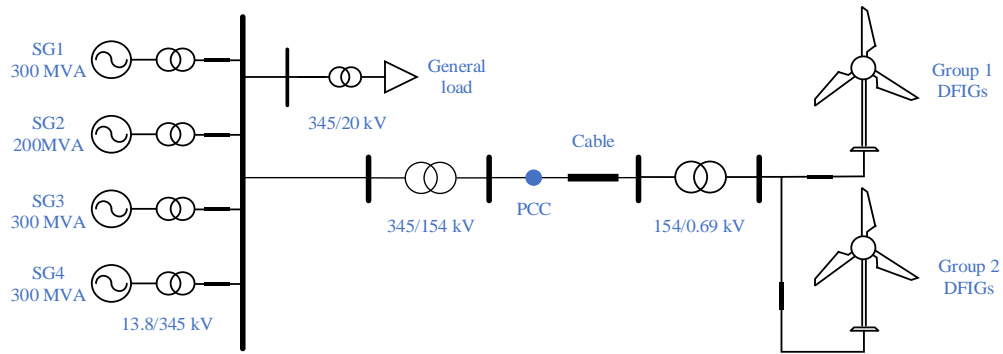 SG1
300 MVA
SG2
200MVA
SG3
300 MVA
SG4
300 MVA
13.8/345 kV
General
load
345/20 kV
345/154 kV
PCC
Cable
154/0.69 kV
Group 1
DFIGs
Group 2
DFIGs